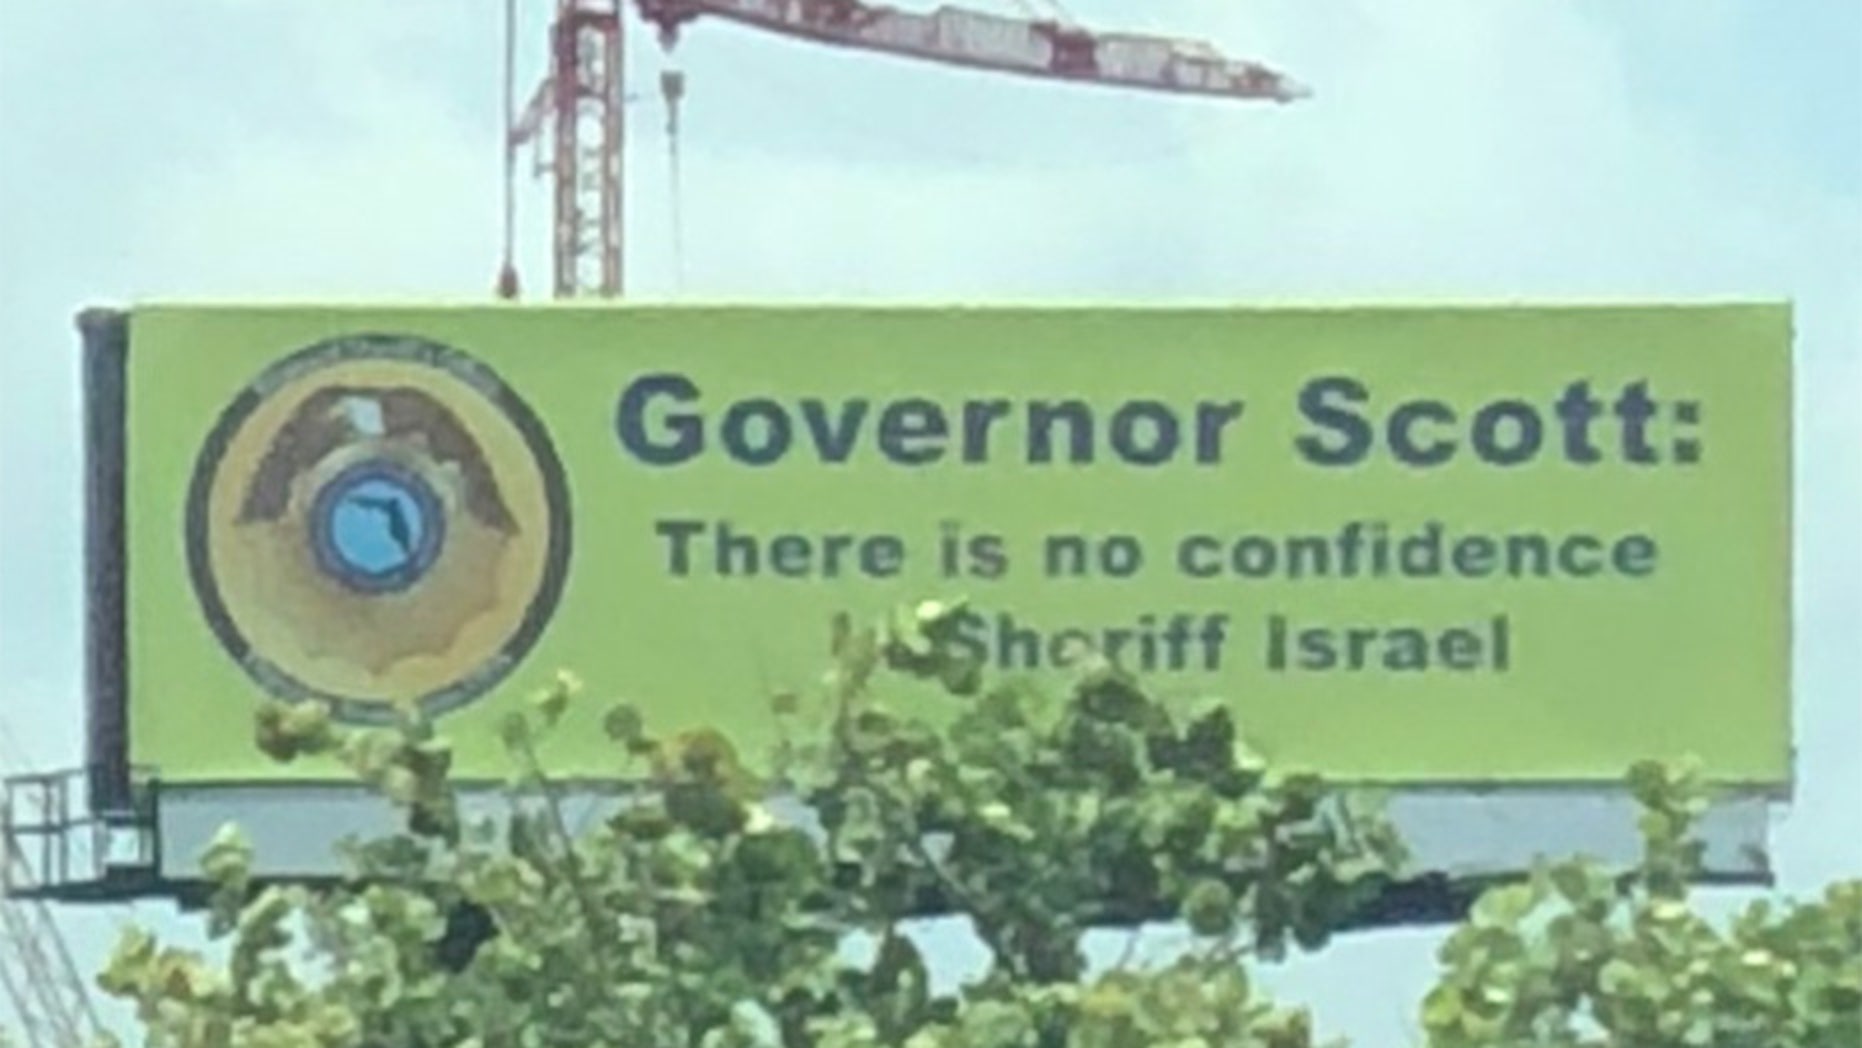 Governor Scott:
There is no confidence
Sheriff Israel